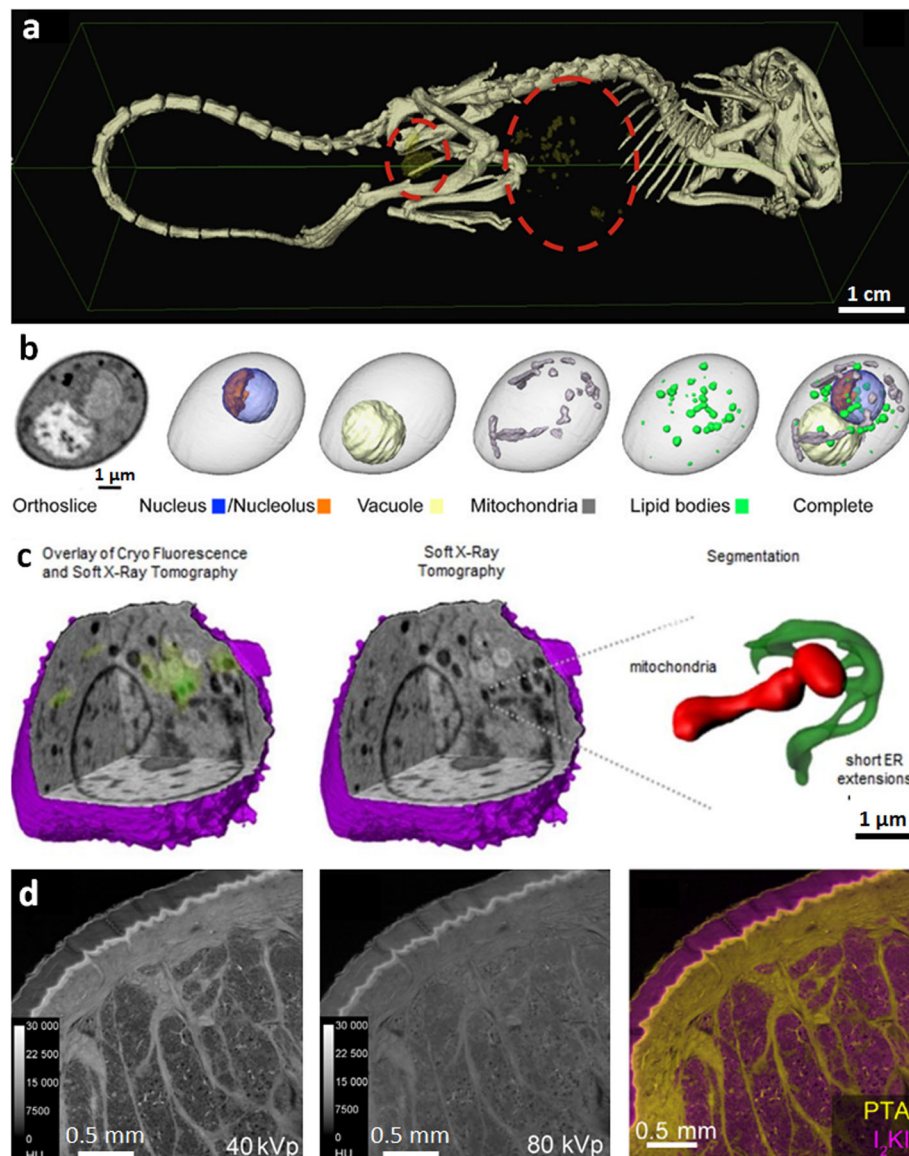 a
1 cm
b
1 µm
Orthoslice Nucleus /Nucleolus Vacuole Mitochondria Lipid bodies Complete
c
Overlay of Cryo Fluorescence
and Soft X-Ray Tomography
Soft X-Ray
Tomography
Segmentation
mitochondria
short ER
extensions
1 µm
d
30 000
22 500
15 000
7500
0
HU
0.5 mm
40 kVp
30 000
22 500
15 000
7500
0
HU
0.5 mm
80 kVp
0.5 mm
PTA
I₂KI